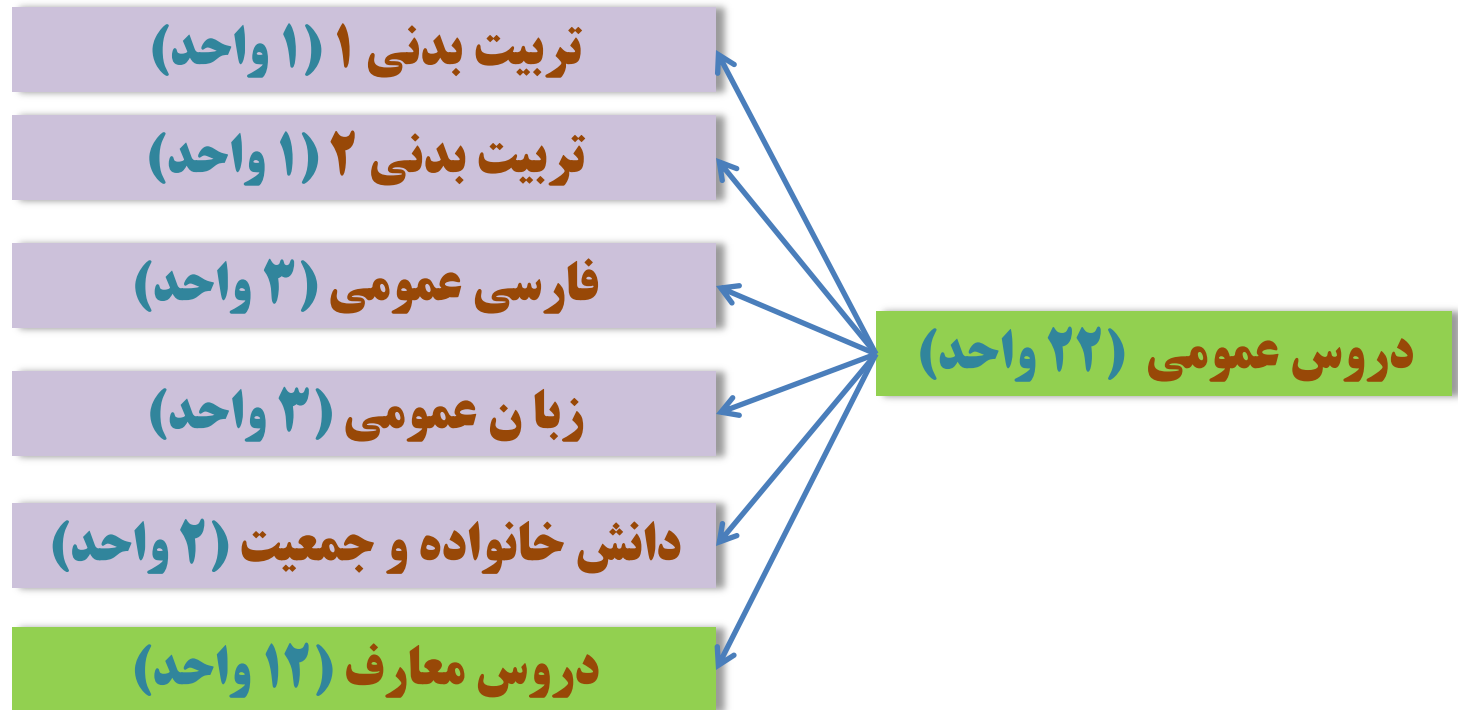 دروس عمومی (۲۲ واحد)
تربیت بدنی ۱ (۱ واحد)
تربیت بدنی ۲ (۱ واحد)
فارسی عمومی (۳ واحد)
زبا ن عمومی (۳ واحد)
دانش خانواده و جمعیت (۲ واحد)
دروس معارف (۱۲ واحد)